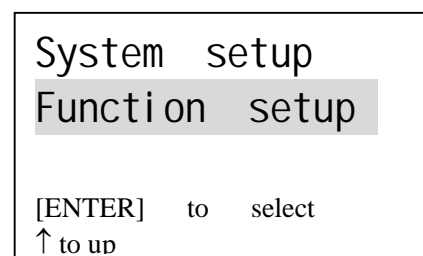 System setup
Function setup
[ENTER] to select
↑ to up